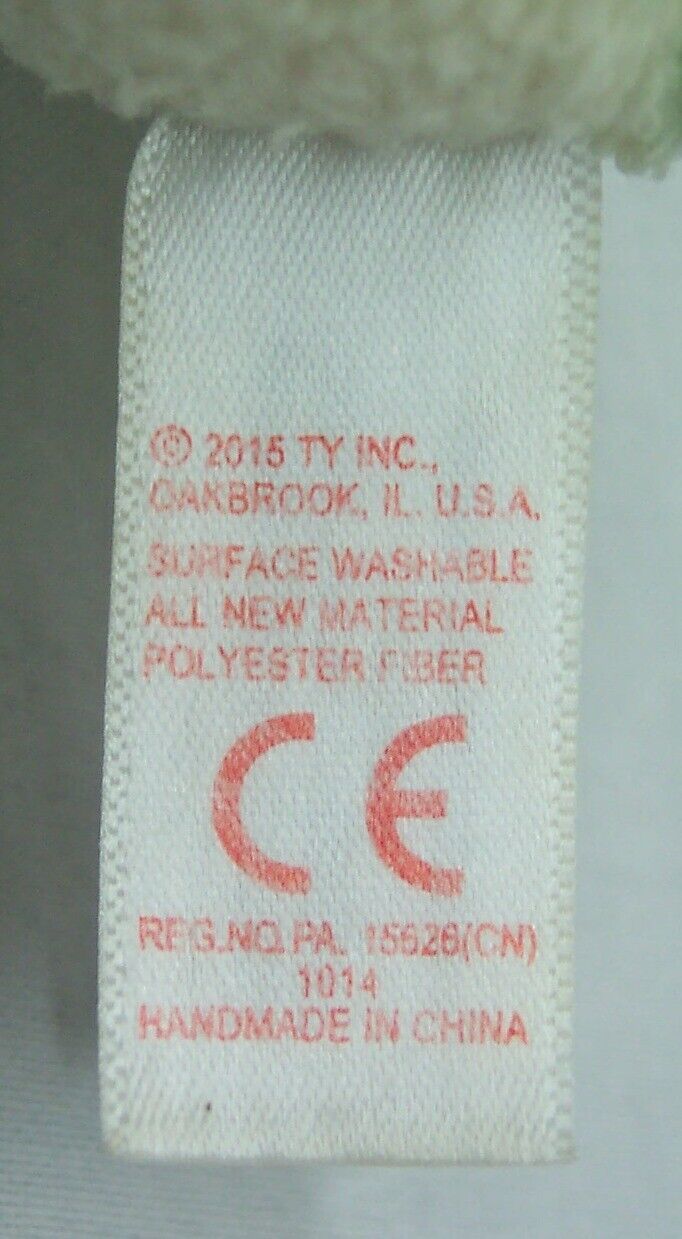 © 2015 TY INC.,
OAKBROOK, IL. U.S.A.
SURFACE WASHABLE
ALL NEW MATERIAL
POLYESTER FIBER
CE
REG.NO.PA. 15626(CN)
1014
HANDMADE IN CHINA